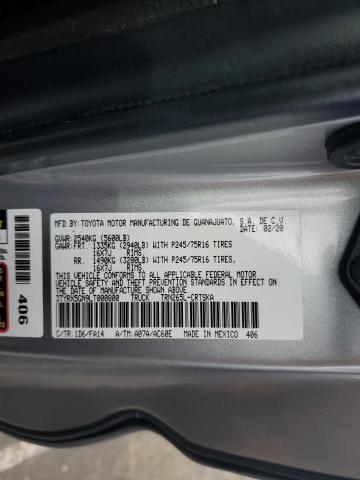 MFD.BY:TOYOTA MOTOR MANUFACTURING DE GUANAJUATO, S.A. DE C.V.
02/20
GVWR: 2540KG (5600LB)
GAWR:FRT. 1335KG (2940LB) WITH P245/75R16 TIRES
16X7J RIMS
RR. 1490KG (3280LB) WITH P245/75R16 TIRES,
16X7J RIMS
THIS VEHICLE CONFORMS TO ALL APPLICABLE FEDERAL MOTOR
VEHICLE SAFETY AND THEFT PREVENTION STANDARDS IN
EFFECT ON THE DATE OF MANUFACTURE SHOWN ABOVE.
3TYRX5GN9LT000800 TRUCK TRN265L-CRTSKA
C/TR:1D6/FA14 A/TM: A07A/AC60E MADE IN MEXICO 406
406